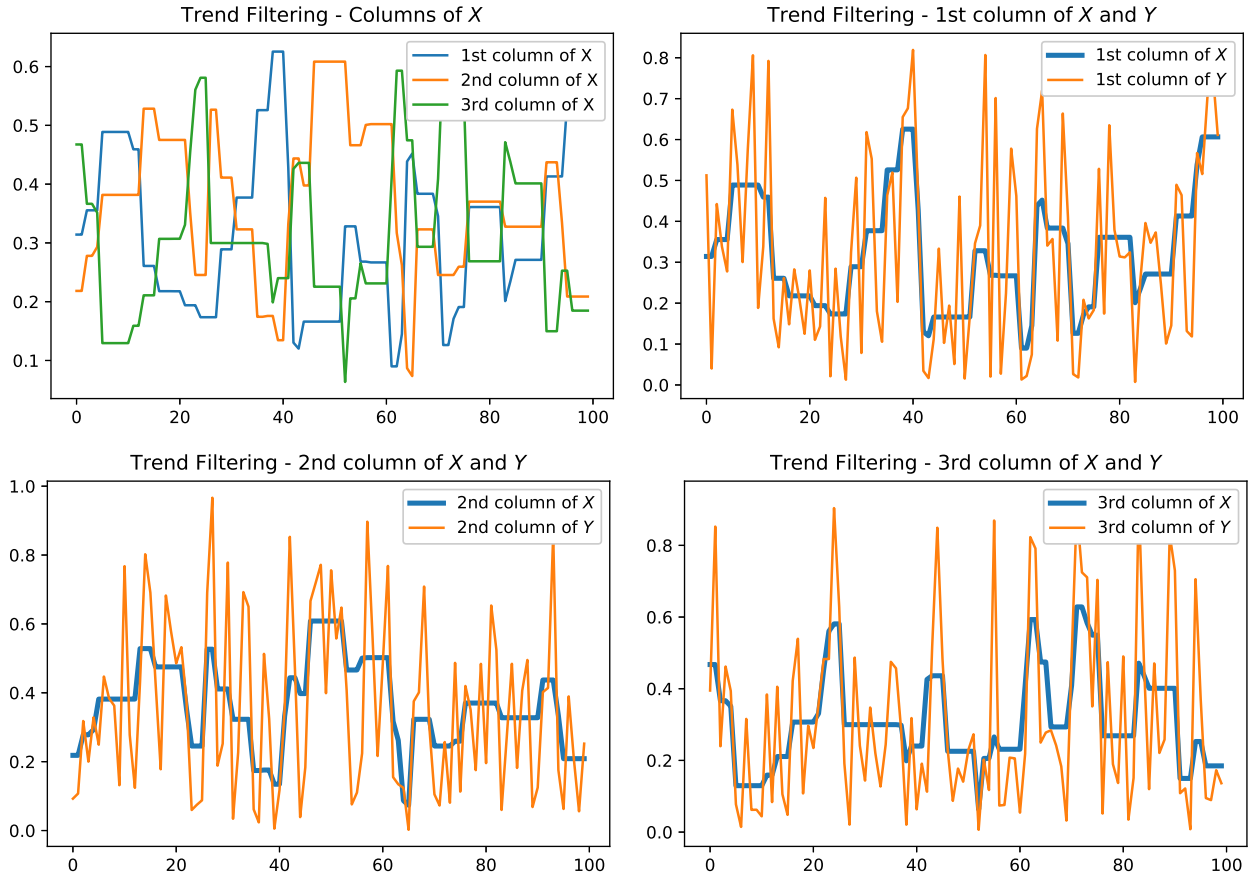 Trend Filtering - Columns of X
0.6
0.5
0.4
0.3
0.2
0.1
0 20 40 60 80 100
1st column of X
2nd column of X
3rd column of X
Trend Filtering - 1st column of X and Y
0.8
0.7
0.6
0.5
0.4
0.3
0.2
0.1
0.0
0 20 40 60 80 100
1st column of X
1st column of Y
Trend Filtering - 2nd column of X and Y
1.0
0.8
0.6
0.4
0.2
0.0
0 20 40 60 80 100
2nd column of X
2nd column of Y
Trend Filtering - 3rd column of X and Y
0.8
0.6
0.4
0.2
0.0
0 20 40 60 80 100
3rd column of X
3rd column of Y